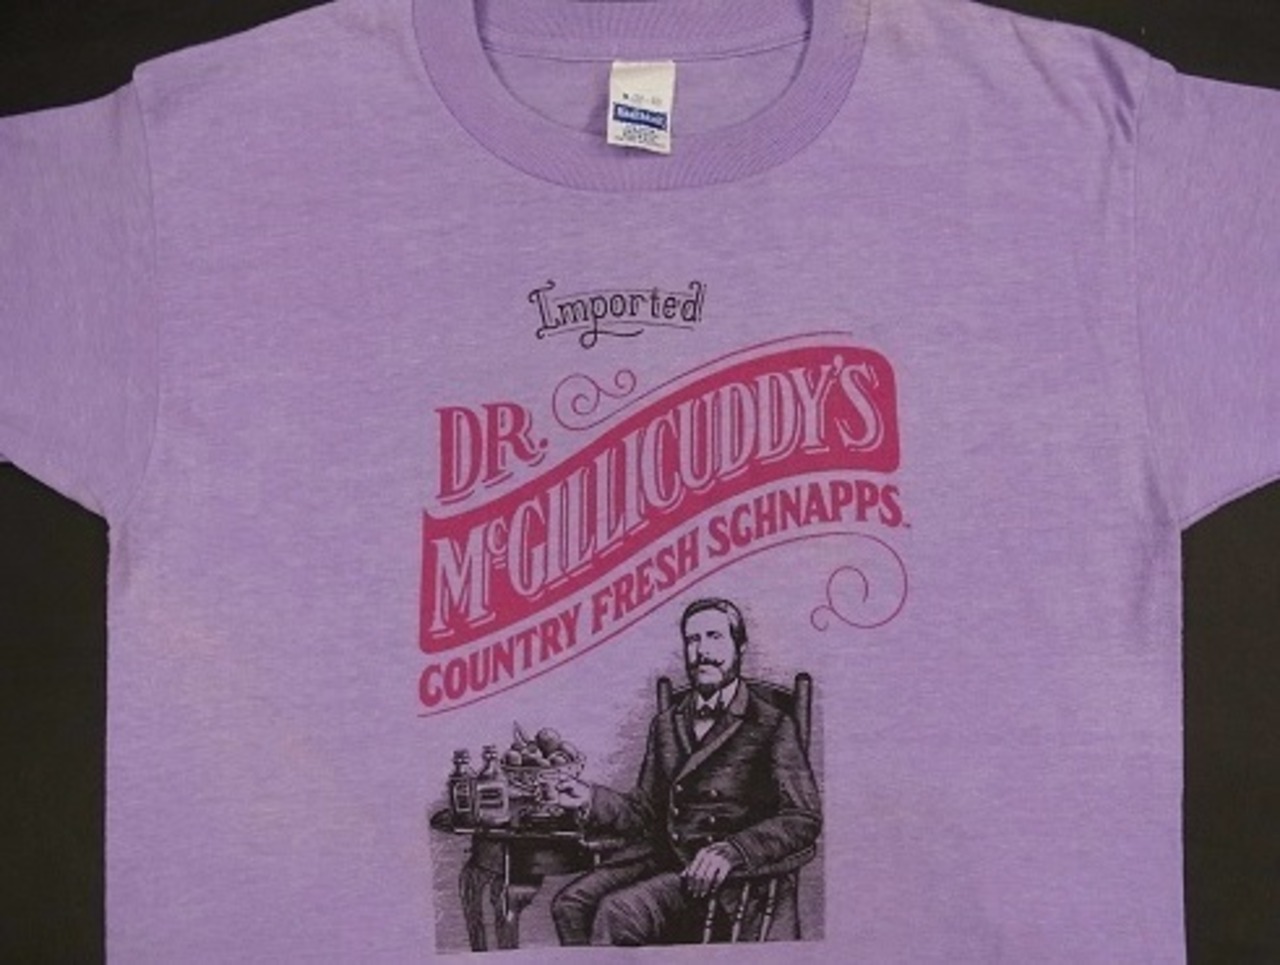 Imported
DR.
McGILLICUDDY'S
COUNTRY FRESH SCHNAPPS